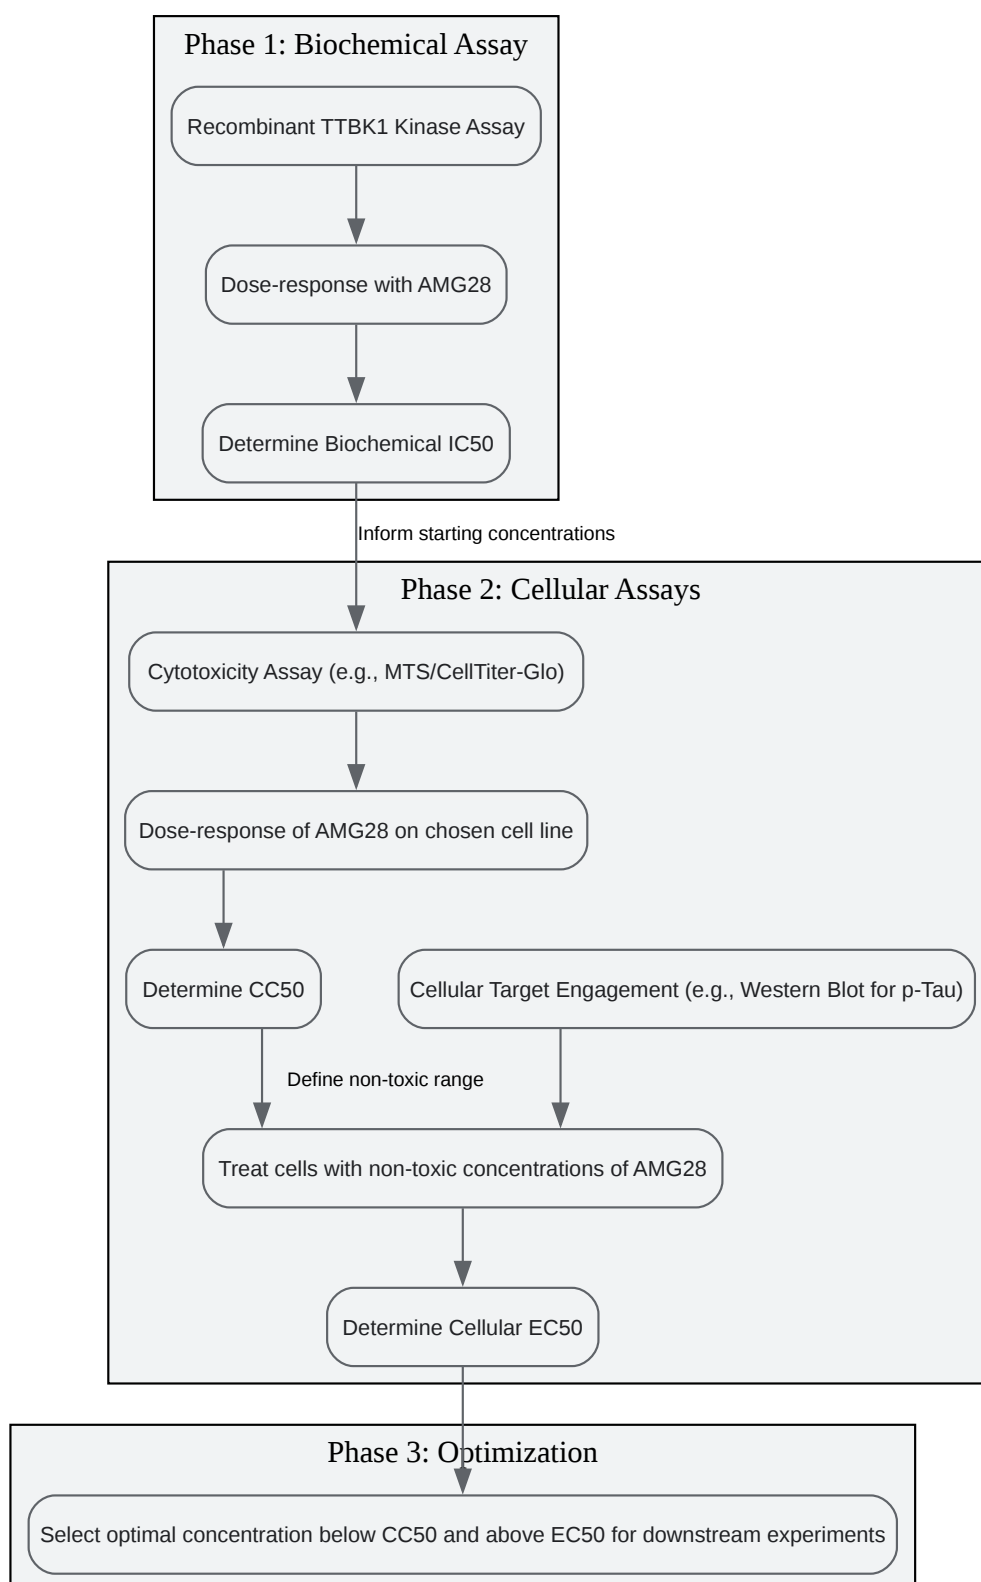 Phase 1: Biochemical Assay
Recombinant TTBK1 Kinase Assay
Dose-response with AMG28
Determine Biochemical IC50
Inform starting concentrations
Phase 2: Cellular Assays
Cytotoxicity Assay (e.g., MTS/CellTiter-Glo)
Dose-response of AMG28 on chosen cell line
Determine CC50
Cellular Target Engagement (e.g., Western Blot for p-Tau)
Define non-toxic range
Treat cells with non-toxic concentrations of AMG28
Determine Cellular EC50
Phase 3: Optimization
Select optimal concentration below CC50 and above EC50 for downstream experiments